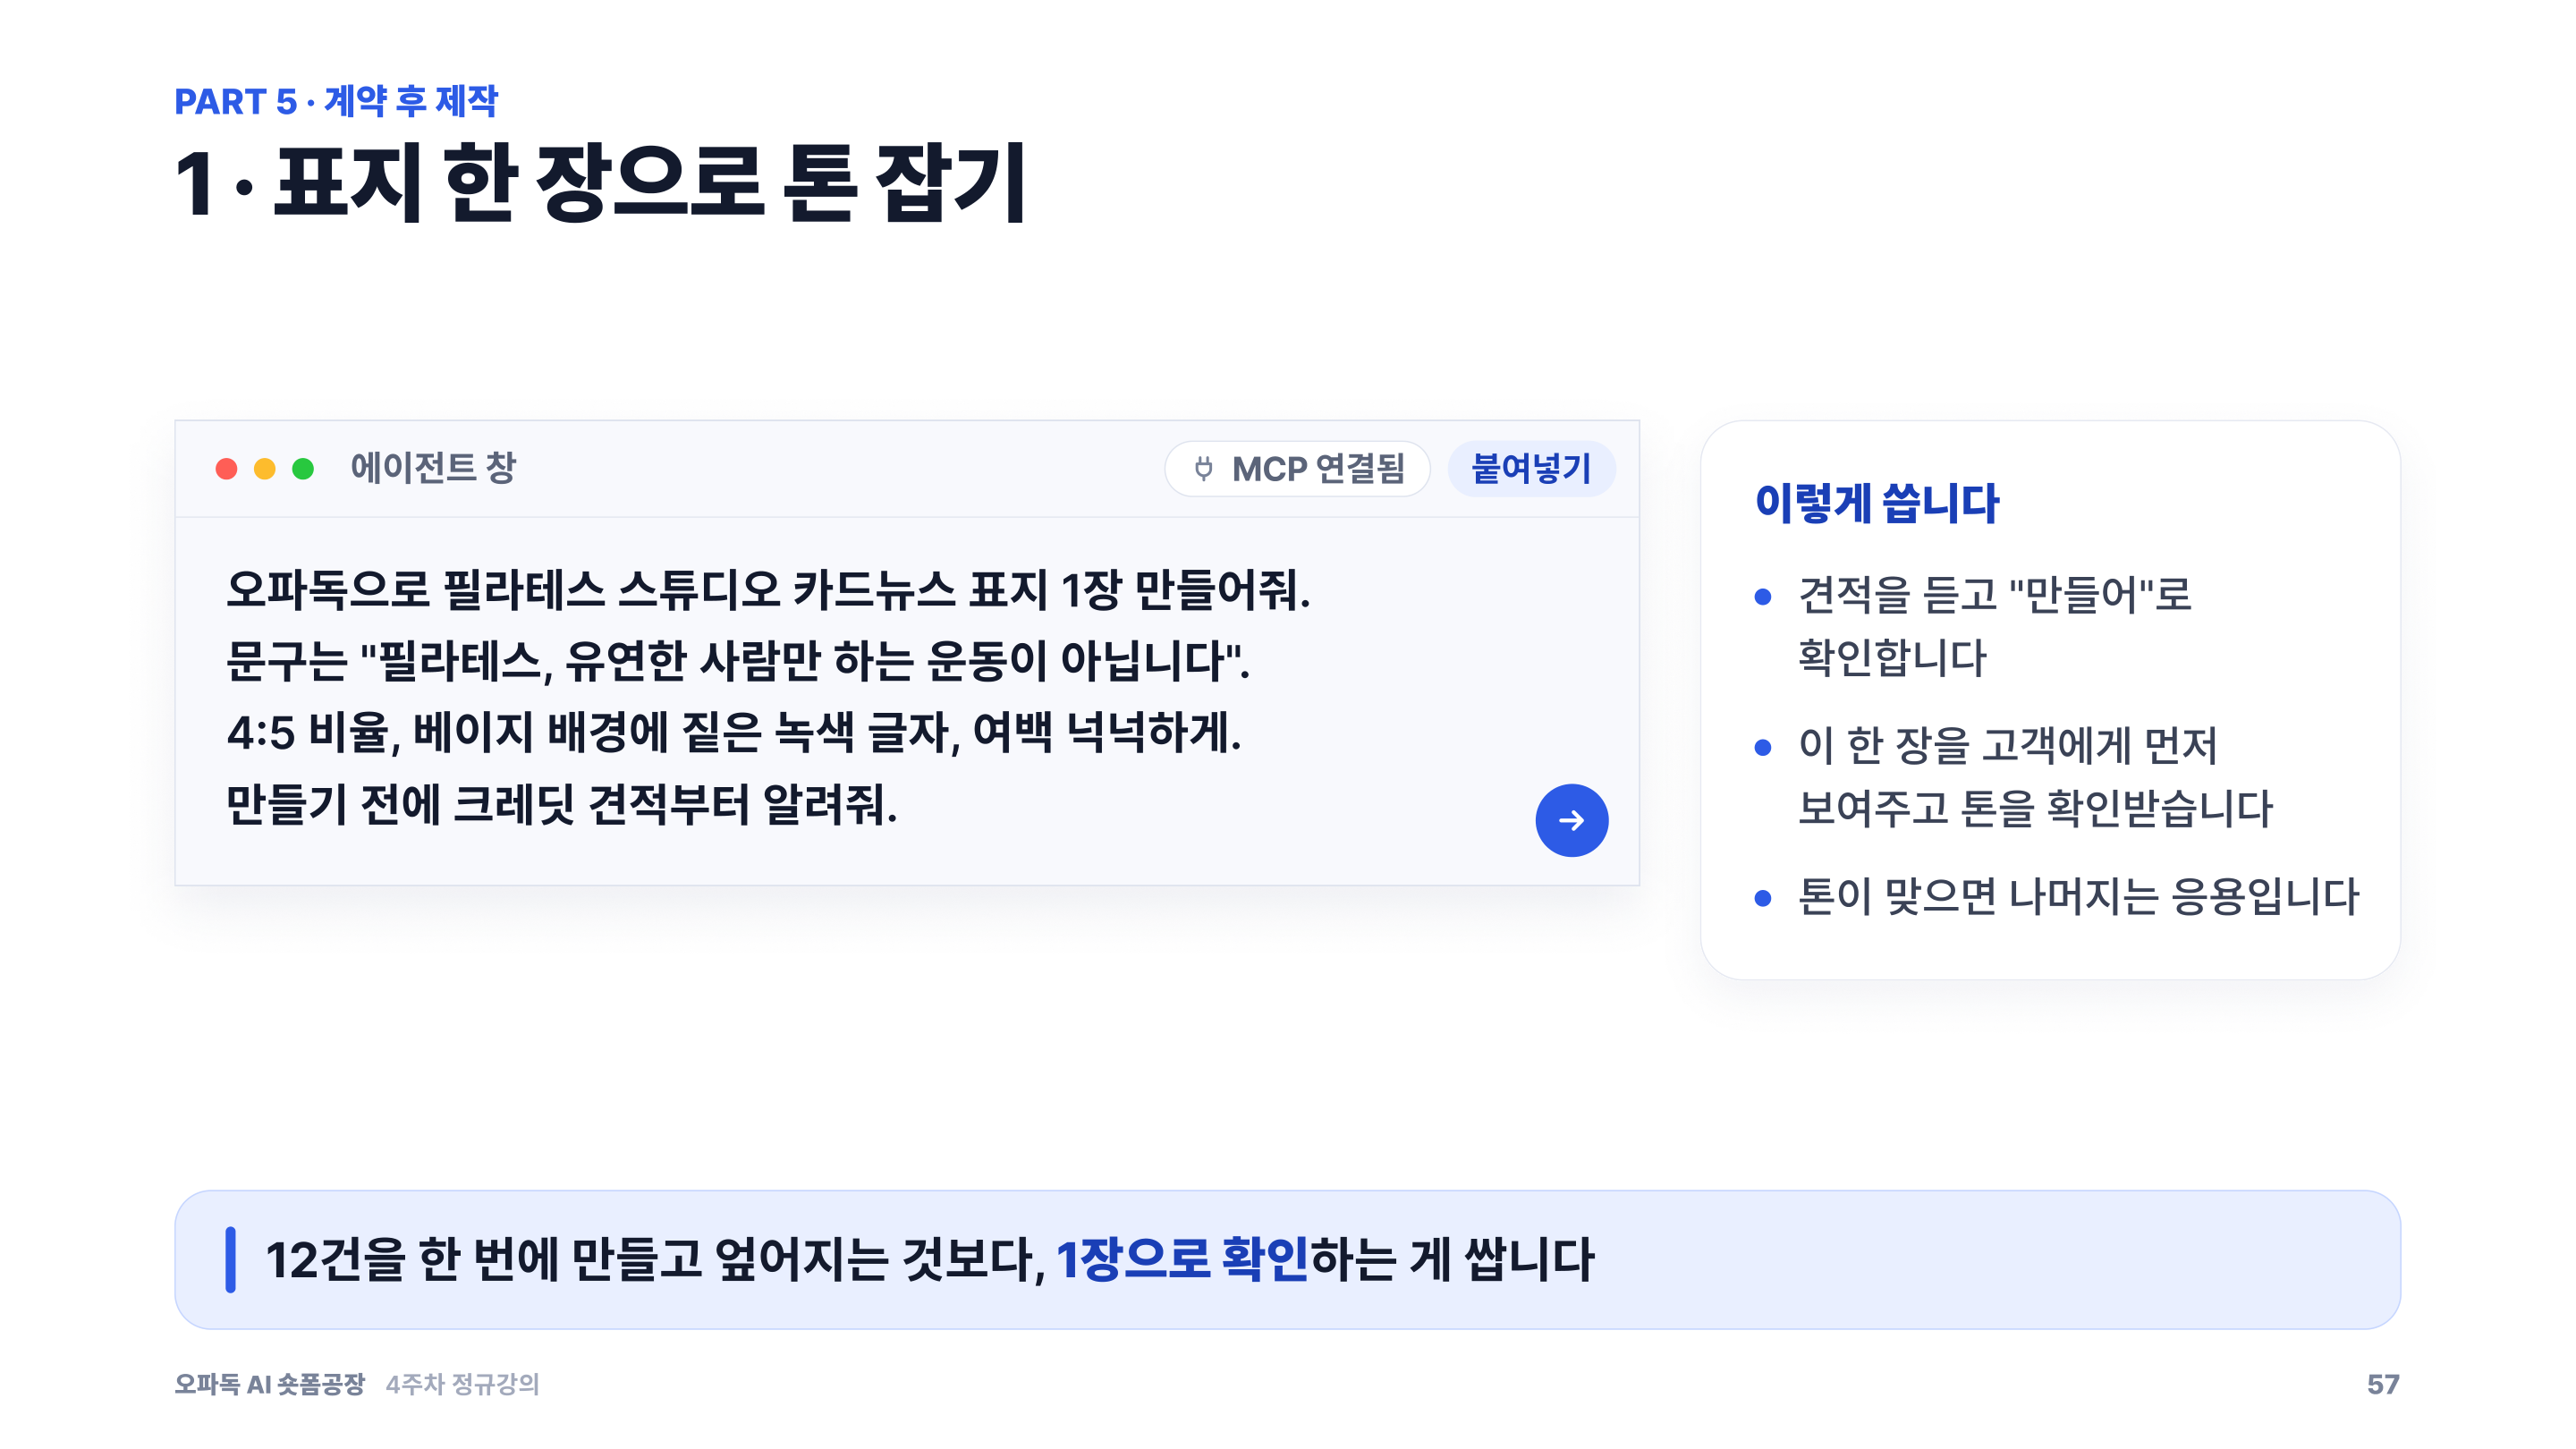 PART 5 · 계약 후 제작
1 · 표지 한 장으로 톤 잡기
에이전트 창
MCP 연결됨
붙여넣기
오파독으로 필라테스 스튜디오 카드뉴스 표지 1장 만들어줘.
문구는 "필라테스, 유연한 사람만 하는 운동이 아닙니다".
4:5 비율, 베이지 배경에 짙은 녹색 글자, 여백 넉넉하게.
만들기 전에 크레딧 견적부터 알려줘.
이렇게 씁니다
견적을 듣고 "만들어"로
확인합니다
이 한 장을 고객에게 먼저
보여주고 톤을 확인받습니다
톤이 맞으면 나머지는 응용입니다
12건을 한 번에 만들고 엎어지는 것보다, 1장으로 확인하는 게 쌉니다
오파독 AI 숏폼공장 4주차 정규강의
57